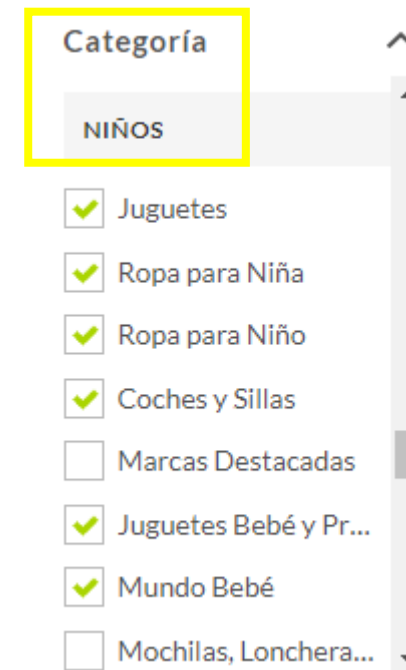 Categoría
NIÑOS
Juguetes
Ropa para Niña
Ropa para Niño
Coches y Sillas
Marcas Destacadas
Juguetes Bebé y Pr...
Mundo Bebé
Mochilas, Lonchera...